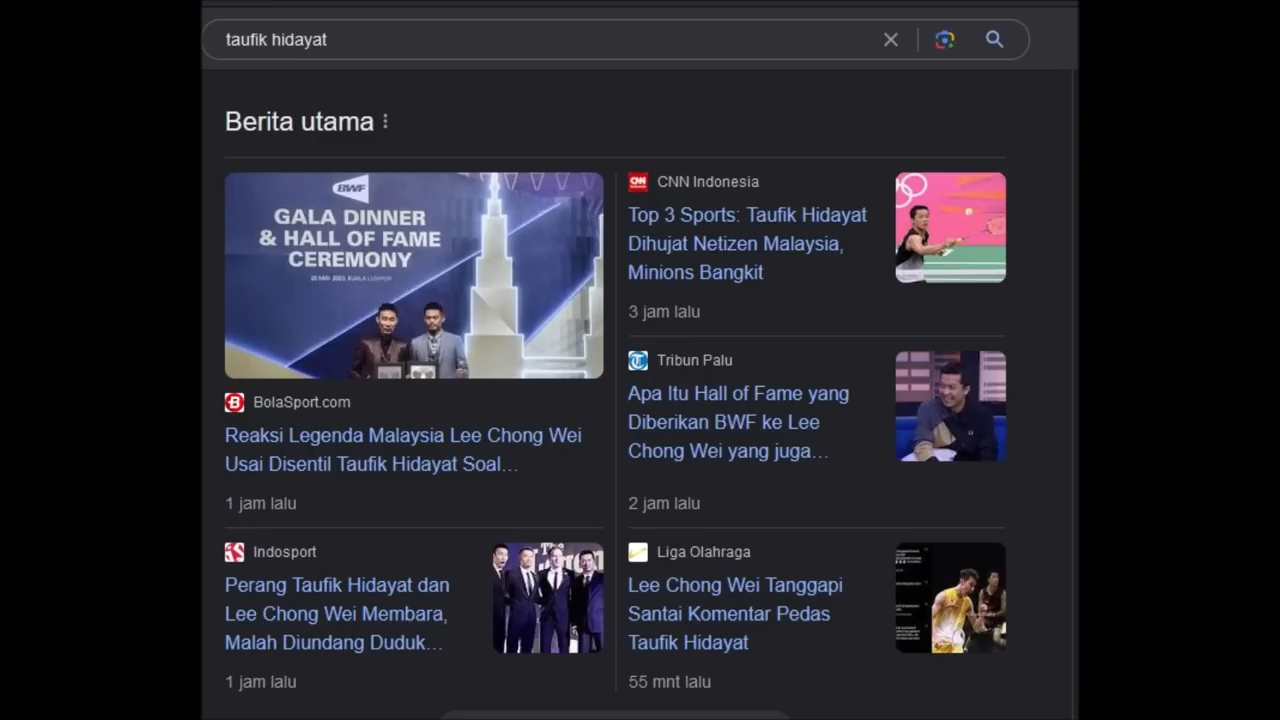 taufik hidayat
Berita utama
BWF
GALA DINNER
& HALL OF FAME
CEREMONY
BolaSport.com
Reaksi Legenda Malaysia Lee Chong Wei
Usai Disentil Taufik Hidayat Soal...
1 jam lalu
Indosport
Perang Taufik Hidayat dan
Lee Chong Wei Membara,
Malah Diundang Duduk...
1 jam lalu
CNN Indonesia
Top 3 Sports: Taufik Hidayat
Dihujat Netizen Malaysia,
Minions Bangkit
3 jam lalu
Tribun Palu
Apa Itu Hall of Fame yang
Diberikan BWF ke Lee
Chong Wei yang juga...
2 jam lalu
Liga Olahraga
Lee Chong Wei Tanggapi
Santai Komentar Pedas
Taufik Hidayat
55 mnt lalu